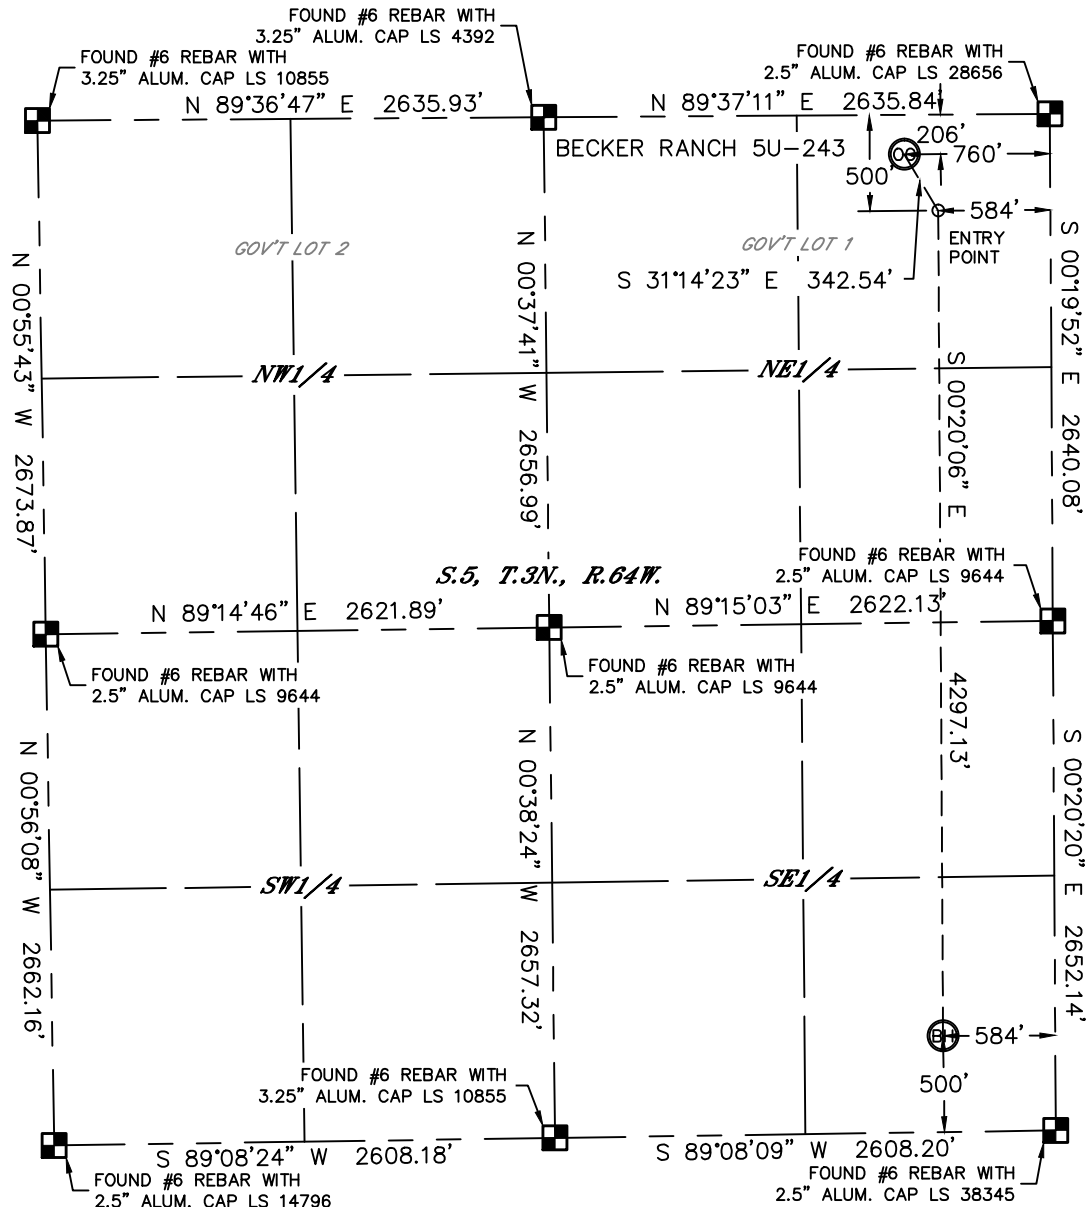 FOUND #6 REBAR WITH
3.25" ALUM. CAP LS 4392
FOUND #6 REBAR WITH
3.25" ALUM. CAP LS 10855
FOUND #6 REBAR WITH
2.5" ALUM. CAP LS 28656
N 89°36'47" E 2635.93'
N 89°37'11" E 2635.84'
BECKER RANCH 5U-243
206'
OG
760'
500'
584'
ENTRY
POINT
GOV'T LOT 2
GOV'T LOT 1
S 31°14'23" E 342.54'
N 00°55'43" W 2673.87'
N 00°37'41" W 2656.99'
S 00°20'06" E
4297.13'
S 00°19'52" E 2640.08'
NW1/4
NE1/4
S.5, T.3N., R.64W.
FOUND #6 REBAR WITH
2.5" ALUM. CAP LS 9644
N 89°14'46" E 2621.89'
N 89°15'03" E 2622.13'
FOUND #6 REBAR WITH
2.5" ALUM. CAP LS 9644
FOUND #6 REBAR WITH
2.5" ALUM. CAP LS 9644
N 00°56'08" W 2662.16'
N 00°38'24" W 2657.32'
S 00°20'20" E 2652.14'
SW1/4
SE1/4
BH
584'
500'
FOUND #6 REBAR WITH
3.25" ALUM. CAP LS 10855
S 89°08'24" W 2608.18'
S 89°08'09" W 2608.20'
FOUND #6 REBAR WITH
2.5" ALUM. CAP LS 14796
FOUND #6 REBAR WITH
2.5" ALUM. CAP LS 38345